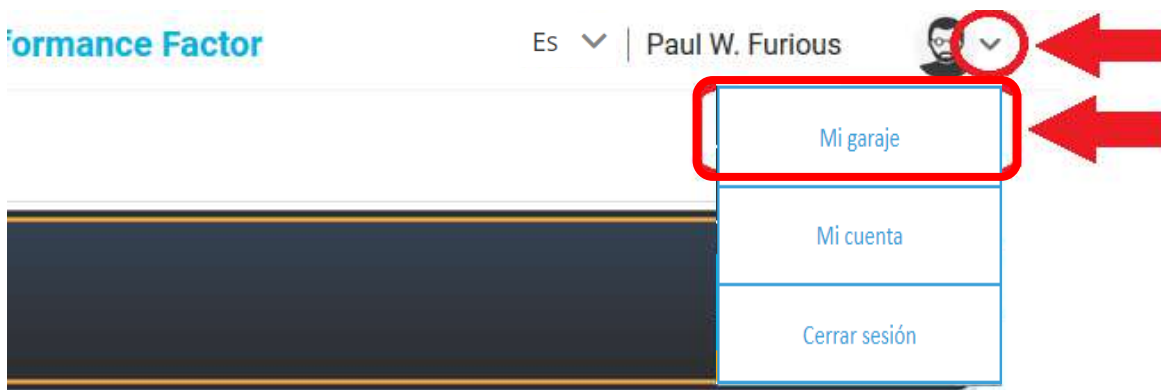 formance Factor Es | Paul W. Furious
Mi garaje
Mi cuenta
Cerrar sesión